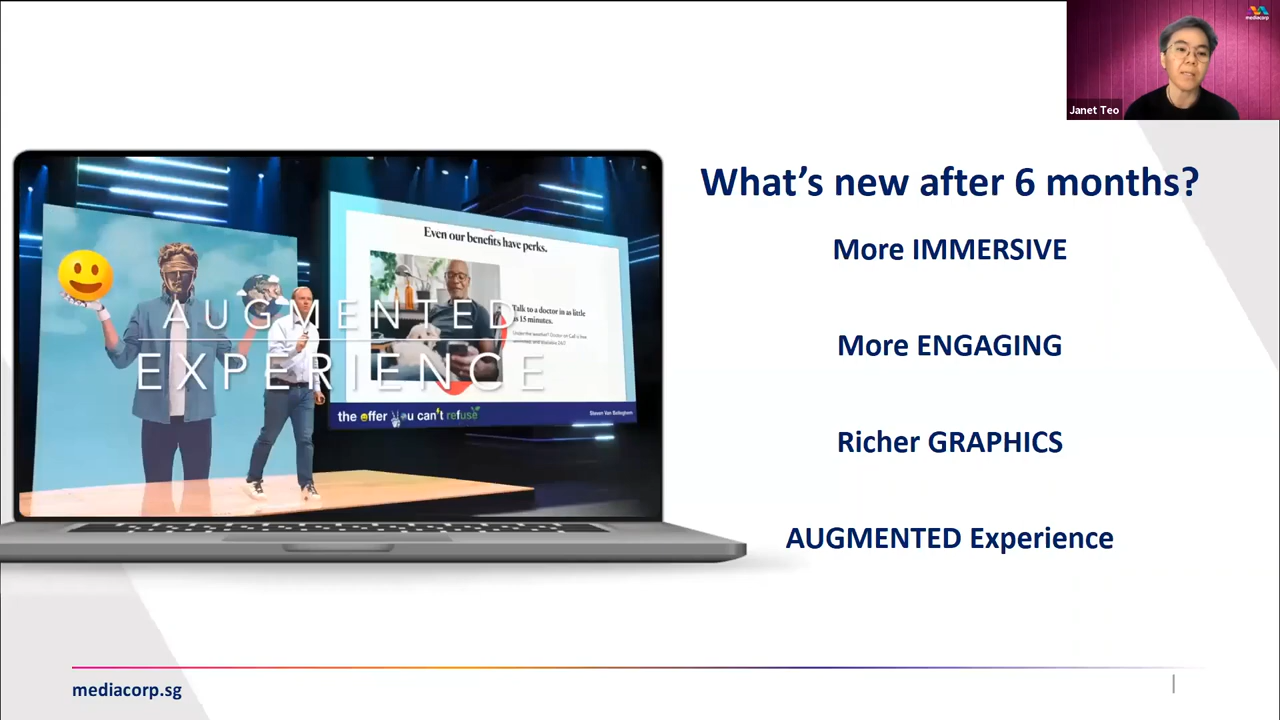 mediacorp
Janet Teo
What's new after 6 months?
More IMMERSIVE
More ENGAGING
Richer GRAPHICS
AUGMENTED Experience
Even our benefits have perks.
Talk to a doctor in as little
as 15 minutes.
AUGMENTED
EXPERIENCE
the offer you can't refuse
Steven Van Belleghem
mediacorp.sg